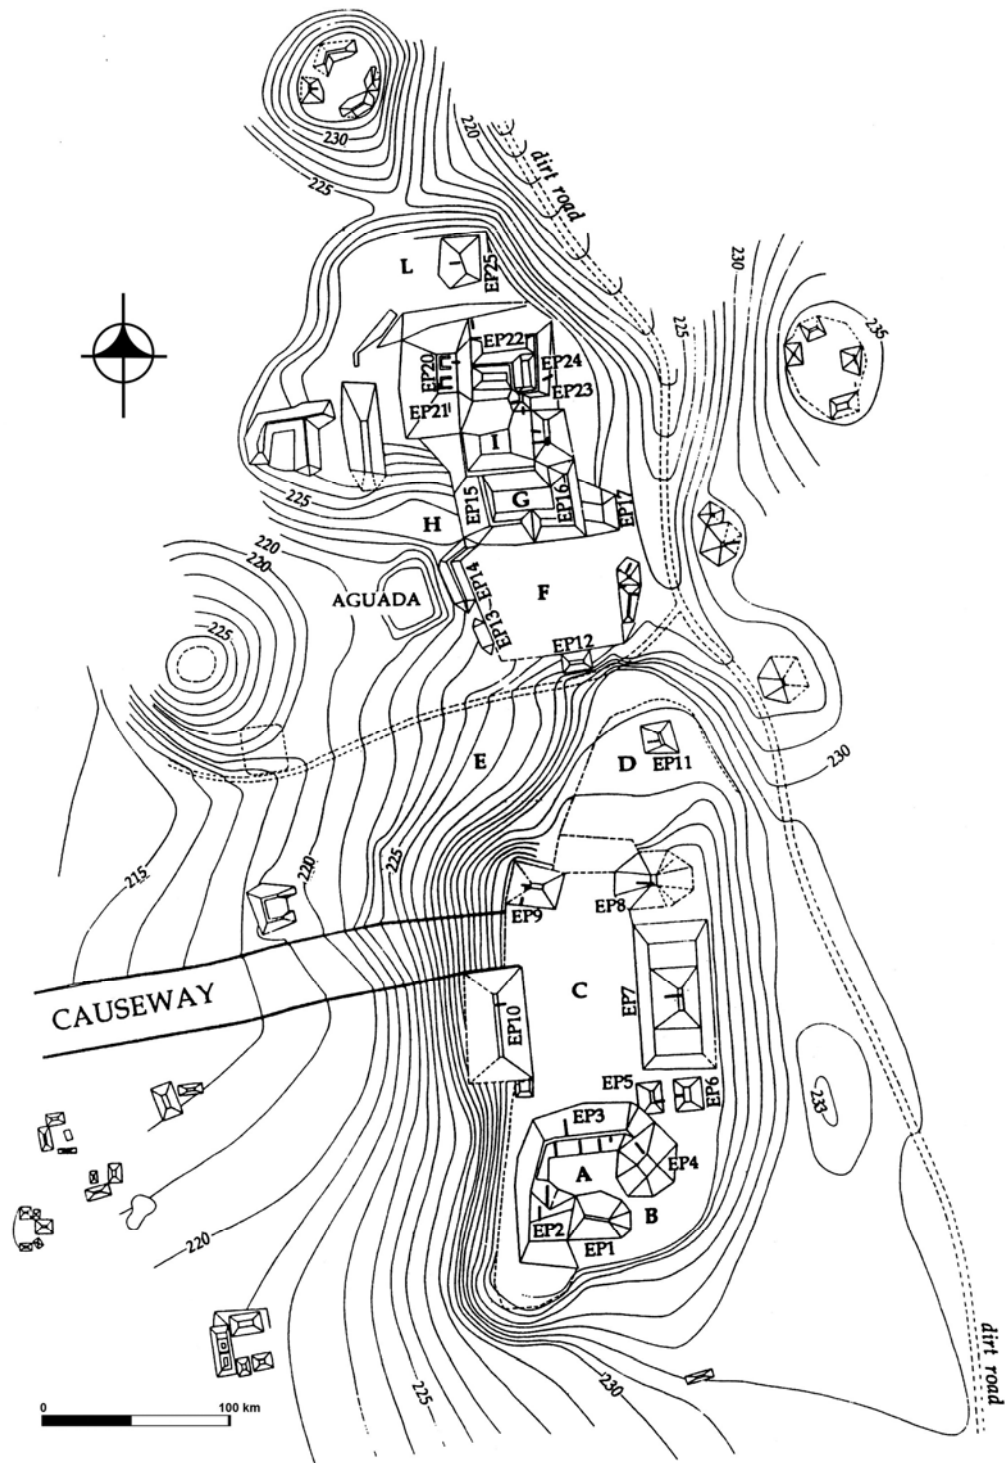 230
225
220
dirt road
L
EP25
230
225
235
EP22
EP20
EP24
EP23
EP21
I
225
EP15
G
EP16
EP17
H
220
220
AGUADA
EP14
F
225
EP13
EP12
E
D
EP11
230
215
220
225
EP9
EP8
CAUSEWAY
C
EP10
EP7
EP5
EP6
233
EP3
A
EP4
B
EP2
EP1
220
225
230
dirt road
0
100 km